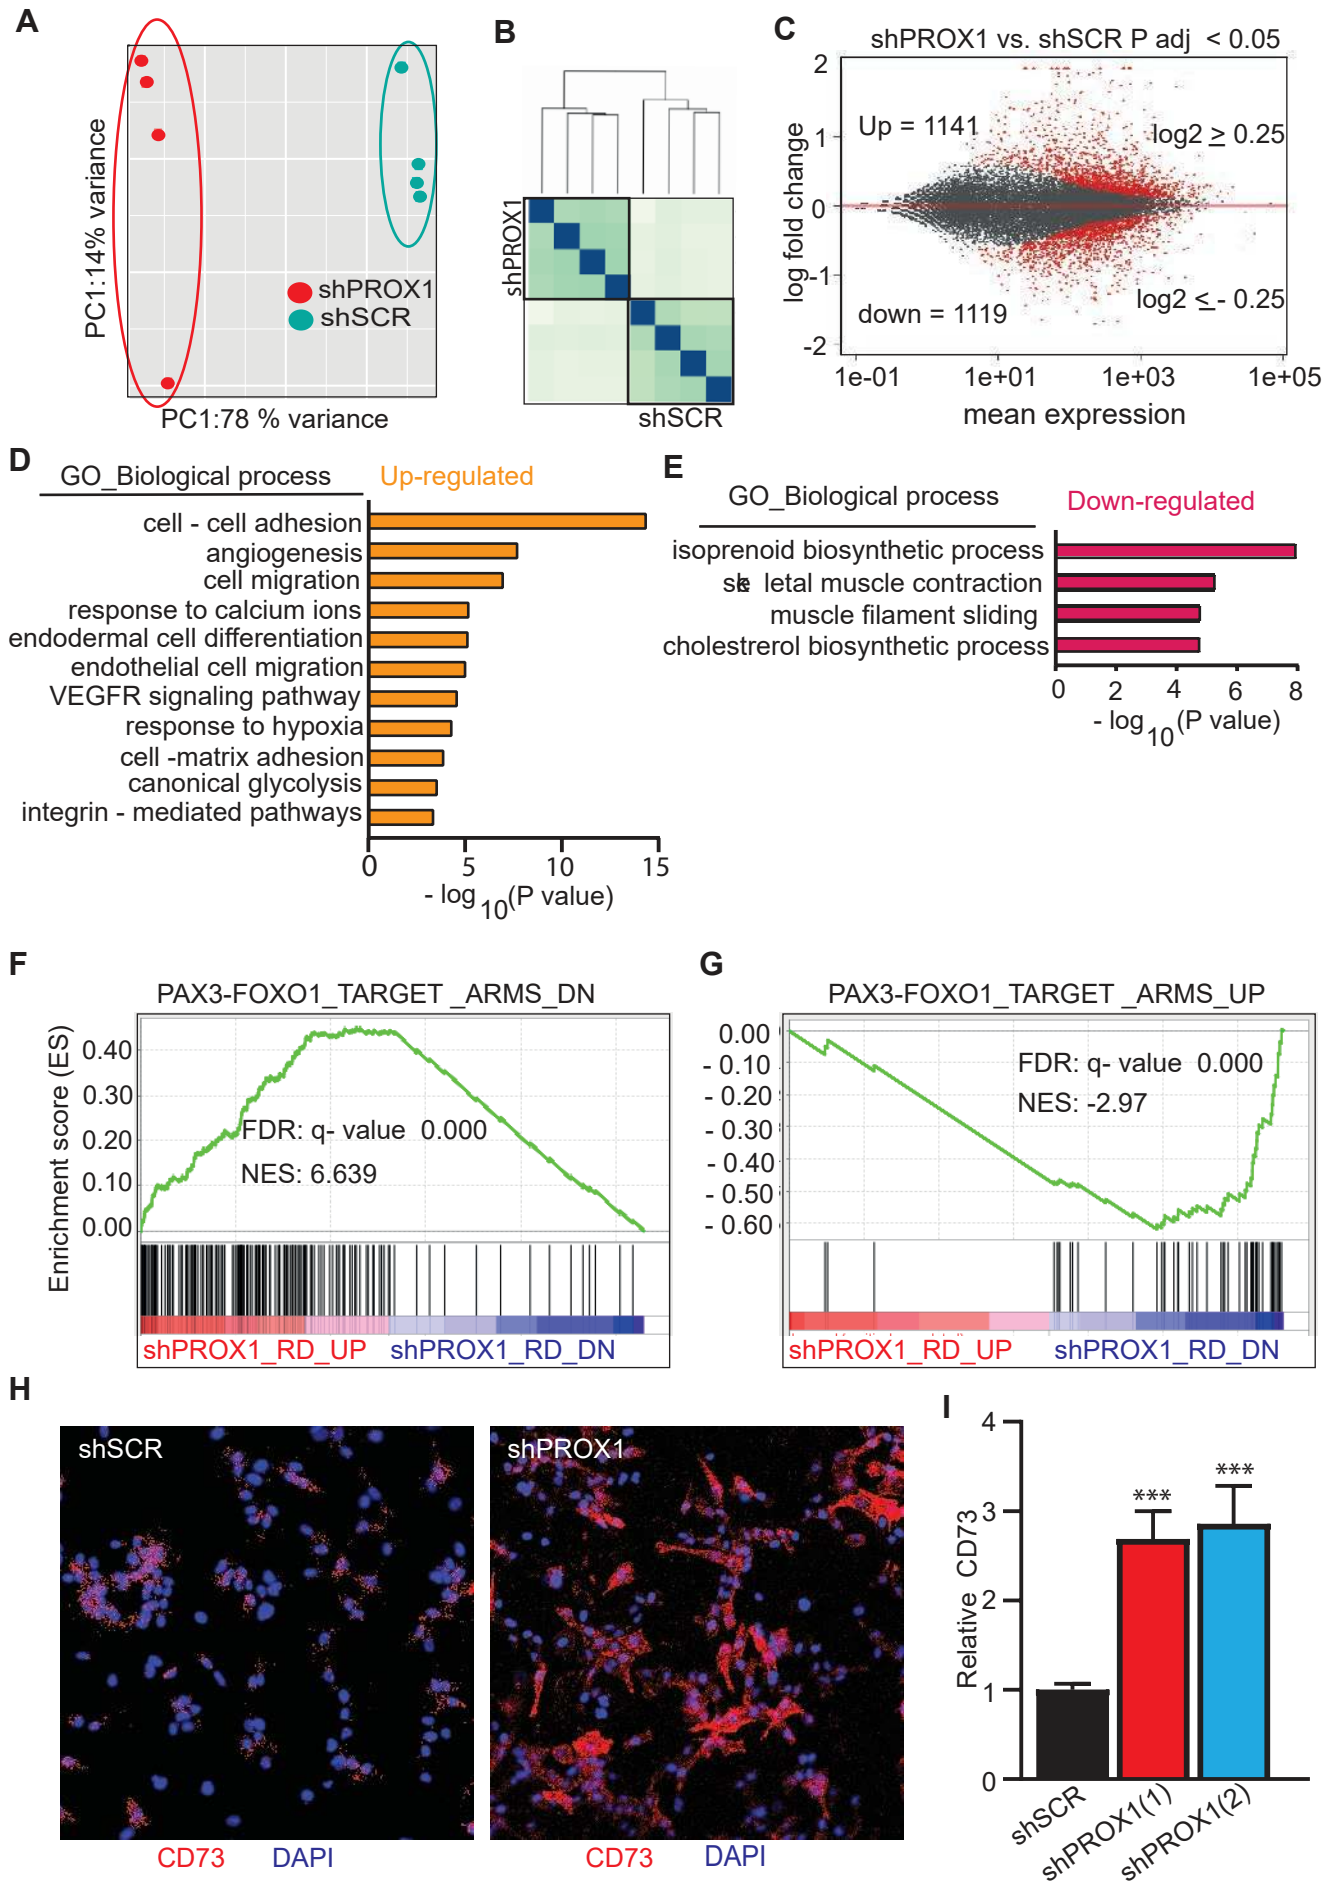 A
PC1:14% variance
shPROX1
shSCR
PC1:78 % variance
B
shPROX1
shSCR
C
shPROX1 vs. shSCR P adj < 0.05
log fold change
2
1
0
-1
-2
Up = 1141
log2 ≥ 0.25
down = 1119
log2 ≤- 0.25
1e-01
1e+01
1e+03
1e+05
mean expression
D
GO_Biological process
Up-regulated
cell - cell adhesion
angiogenesis
cell migration
response to calcium ions
endodermal cell differentiation
endothelial cell migration
VEGFR signaling pathway
response to hypoxia
cell -matrix adhesion
canonical glycolysis
integrin - mediated pathways
0
5
10
15
- log10(P value)
E
GO_Biological process
Down-regulated
isoprenoid biosynthetic process
skeletal muscle contraction
muscle filament sliding
cholestrerol biosynthetic process
0
2
4
6
8
- log10(P value)
F
PAX3-FOXO1_TARGET _ARMS_DN
Enrichment score (ES)
0.40
0.30
0.20
0.10
0.00
FDR: q- value 0.000
NES: 6.639
shPROX1_RD_UP
shPROX1_RD_DN
G
PAX3-FOXO1_TARGET _ARMS_UP
0.00
- 0.10
- 0.20
- 0.30
- 0.40
- 0.50
- 0.60
FDR: q- value 0.000
NES: -2.97
shPROX1_RD_UP
shPROX1_RD_DN
H
shSCR
shPROX1
CD73
DAPI
CD73
DAPI
I
Relative CD73
4
3
2
1
0
***
***
shSCR
shPROX1(1)
shPROX1(2)